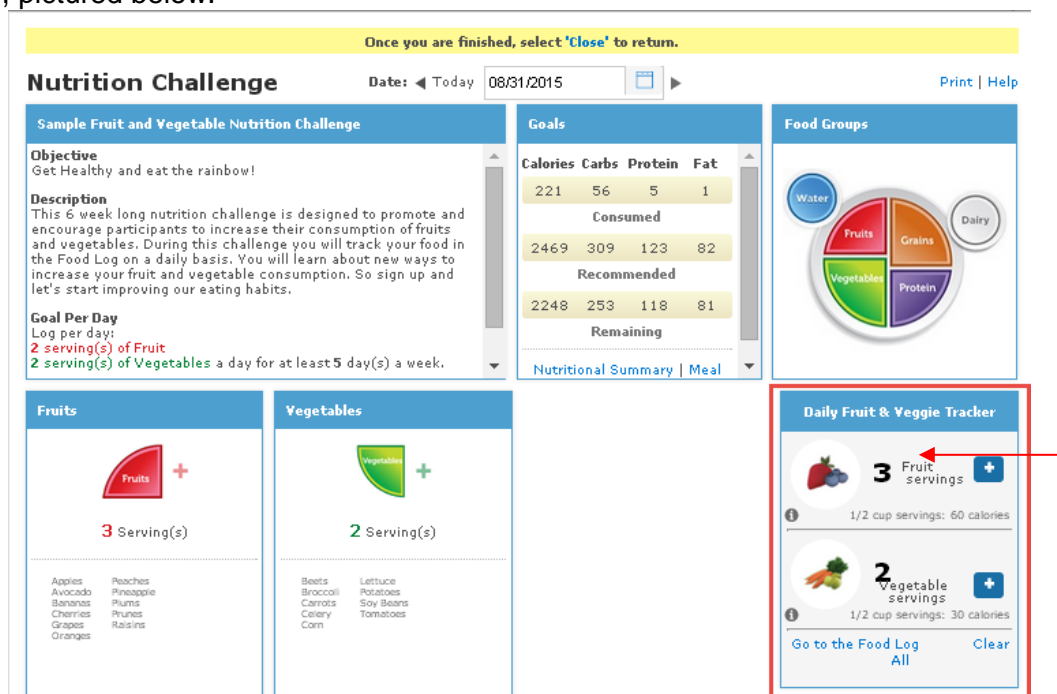 , pictured below.
Once you are finished, select 'Close' to return.
Nutrition Challenge
Date: Today 08/31/2015
Print | Help
Sample Fruit and Vegetable Nutrition Challenge
Objective
Get Healthy and eat the rainbow!
Description
This 6 week long nutrition challenge is designed to promote and
encourage participants to increase their consumption of fruits
and vegetables. During this challenge you will track your food in
the Food Log on a daily basis. You will learn about new ways to
increase your fruit and vegetable consumption. So sign up and
let's start improving our eating habits.
Goal Per Day
Log per day:
2 serving(s) of Fruit
2 serving(s) of Vegetables a day for at least 5 day(s) a week.
Goals
Calories Carbs Protein Fat
221 56 5 1
Consumed
2469 309 123 82
Recommended
2248 253 118 81
Remaining
Nutritional Summary | Meal
Food Groups
Water
Dairy
Fruits
Grains
Vegetables
Protein
Fruits
Fruits +
3 Serving(s)
Apples Peaches
Avocado Pineapple
Bananas Plums
Cherries Prunes
Grapes Raisins
Oranges
Vegetables
Vegetables +
2 Serving(s)
Beets Lettuce
Broccoli Potatoes
Carrots Soy Beans
Celery Tomatoes
Corn
Daily Fruit & Veggie Tracker
3 Fruit
servings +
1/2 cup servings: 60 calories
2 Vegetable
servings +
1/2 cup servings: 30 calories
Go to the Food Log Clear
All